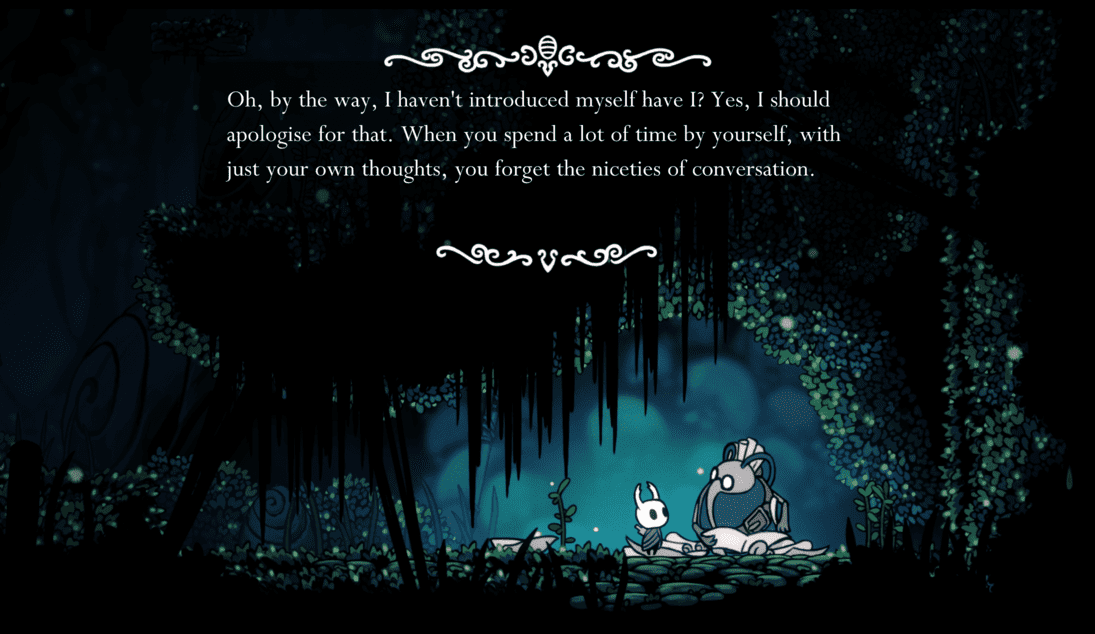 Oh, by the way, I haven't introduced myself have I? Yes, I should
apologise for that. When you spend a lot of time by yourself, with
just your own thoughts, you forget the niceties of conversation.